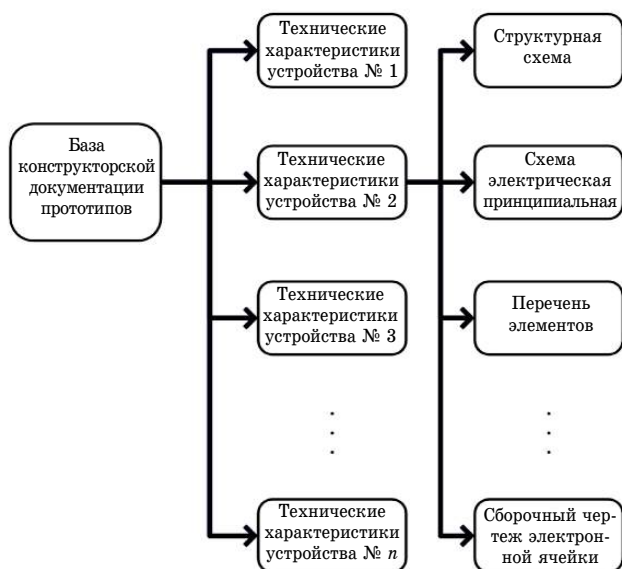 База
конструкторской
документации
прототипов
Технические
характеристики
устройства № 1
Технические
характеристики
устройства № 2
Технические
характеристики
устройства № 3
Технические
характеристики
устройства № n
Структурная
схема
Схема
электрическая
принципиальная
Перечень
элементов
Сборочный чер-
теж электрон-
ной ячейки